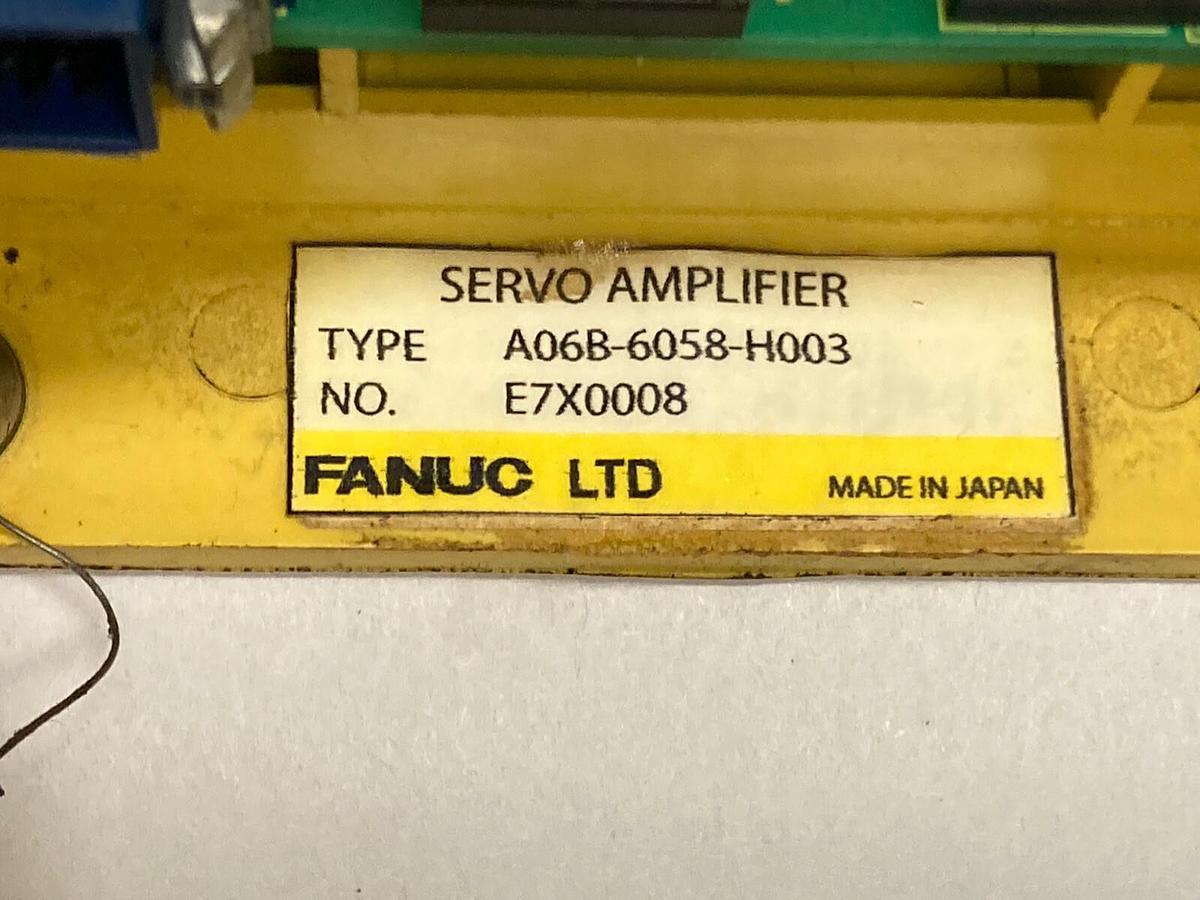 SERVO AMPLIFIER
TYPE A06B-6058-H003
NO. E7X0008
FANUC LTD MADE IN JAPAN